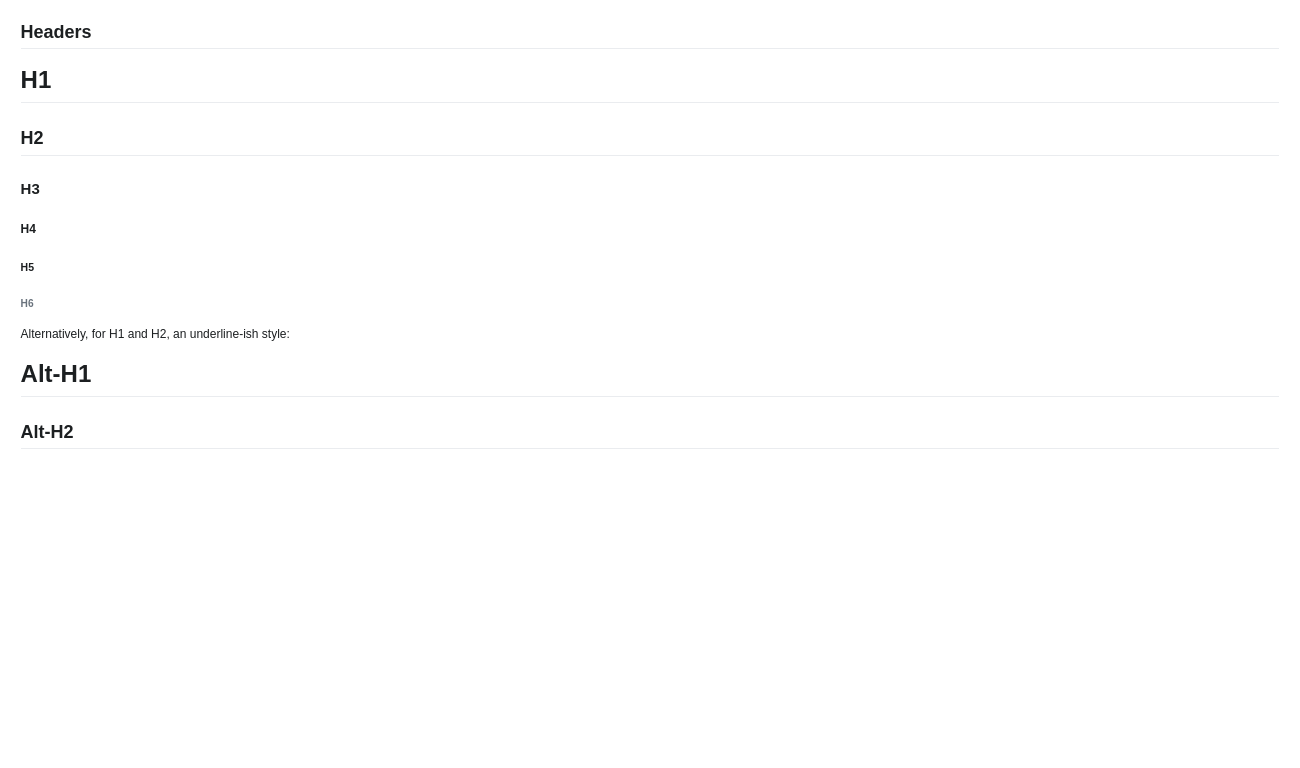 Headers
H1
H2
H3
H4
H5
H6
Alternatively, for H1 and H2, an underline-ish style:
Alt-H1
Alt-H2